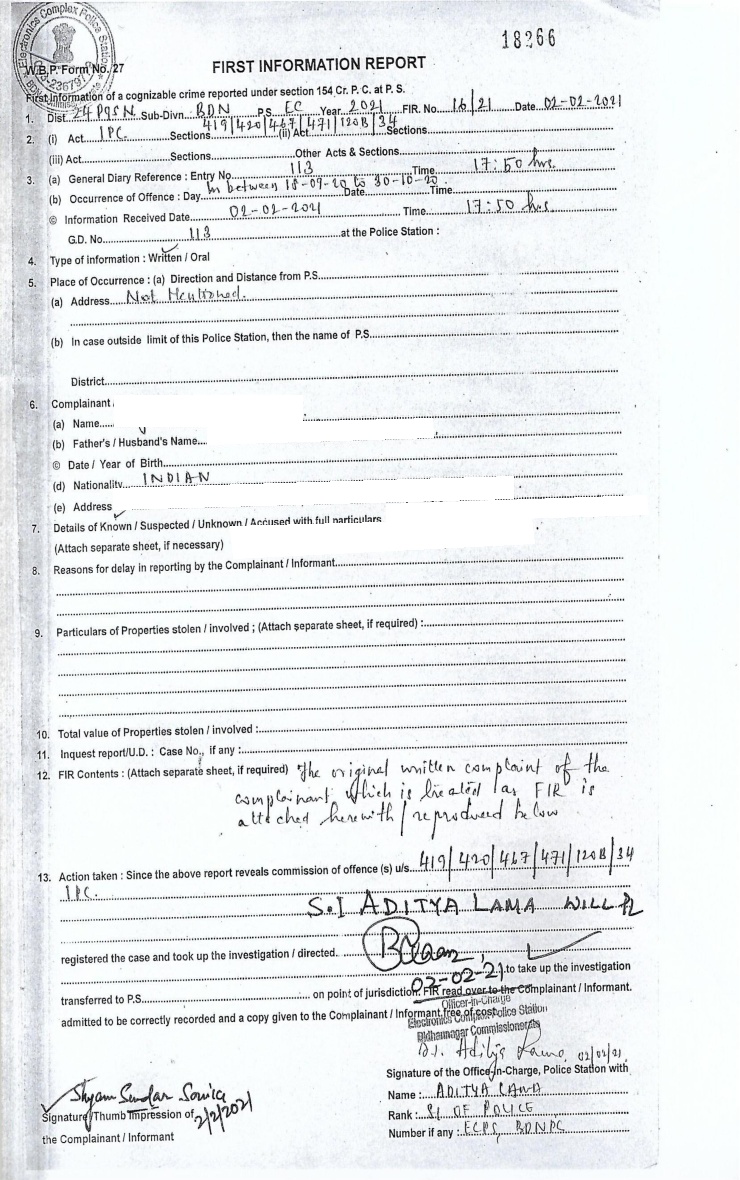 Electronics Complex Police Station
18266
W.B.P. Form No. 27
FIRST INFORMATION REPORT
First Information of a cognizable crime reported under section 154 Cr. P. C. at P. S.
1. Dist. 24 PGS N Sub-Divn. BDN P.S. EC Year 2021 FIR. No. 16/21 Date 02-02-2021
2. (i) Act IPC Sections 419/420/467/471/120B/34 (ii) Act Sections
(iii) Act Sections Other Acts & Sections
3. (a) General Diary Reference : Entry No 113 Time 17:50 hrs.
(b) Occurrence of Offence : Day In between 18-09-20 to 30-10-20 Date Time
© Information Received Date 02-02-2021 Time 17:50 hrs
G.D. No. 113 at the Police Station :
4. Type of information : Written / Oral
5. Place of Occurrence : (a) Direction and Distance from P.S.
(a) Address Not Mentioned.
(b) In case outside limit of this Police Station, then the name of P.S.
District
6. Complainant
(a) Name
(b) Father's / Husband's Name
© Date / Year of Birth
(d) Nationality INDIAN
(e) Address
7. Details of Known / Suspected / Unknown / Accused with full particulars
(Attach separate sheet, if necessary)
8. Reasons for delay in reporting by the Complainant / Informant
9. Particulars of Properties stolen / involved ; (Attach separate sheet, if required) :
10. Total value of Properties stolen / involved :
11. Inquest report/U.D. : Case No., if any :
12. FIR Contents : (Attach separate sheet, if required) The original written complaint of the
complainant which is treated as FIR is
attached herewith / reproduced below
13. Action taken : Since the above report reveals commission of offence (s) u/s 419/420/467/471/120B/34
IPC.
S.I ADITYA LAMA WILL
registered the case and took up the investigation / directed.
02-02-21 to take up the investigation
transferred to P.S. on point of jurisdiction. FIR read over to the Complainant / Informant.
admitted to be correctly recorded and a copy given to the Complainant / Informant free of cost
Officer-in-Charge
Electronics Complex Police Station
Bidhannagar Commissionerate
S.I. Aditya Lama 02/02/21
Signature of the Office-in-Charge, Police Station with
Name : ADITYA LAMA
Rank : SI OF POLICE
Number if any : ECPS, BDNPC
Shyam Sundar Sonica
Signature/Thumb Impression of 2/2/2021
the Complainant / Informant